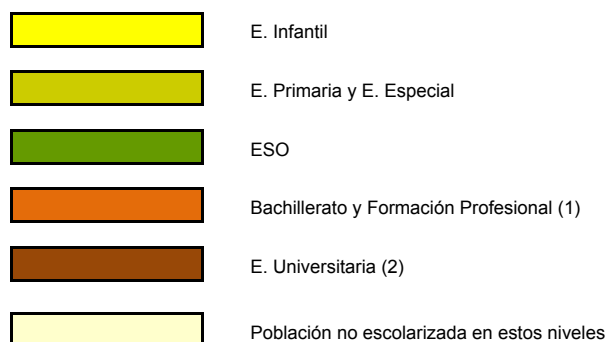 E. Infantil
E. Primaria y E. Especial
ESO
Bachillerato y Formación Profesional (1)
E. Universitaria (2)
Población no escolarizada en estos niveles